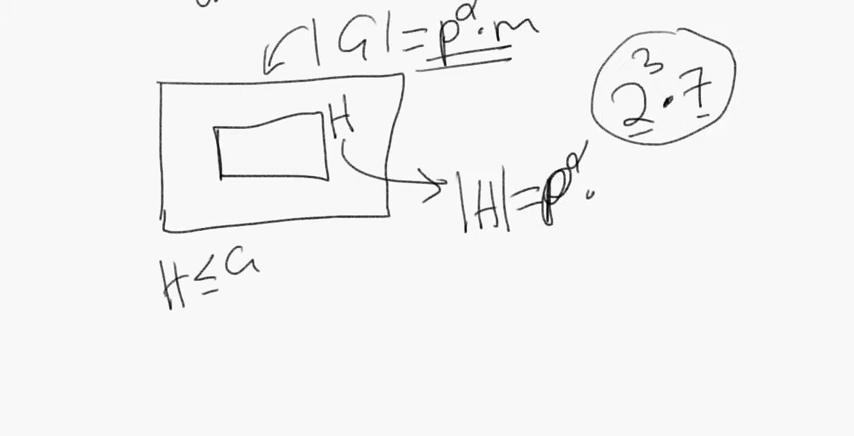 |G| = p^α · m
2^3 · 7
H
|H| = p^α.
H ≤ G